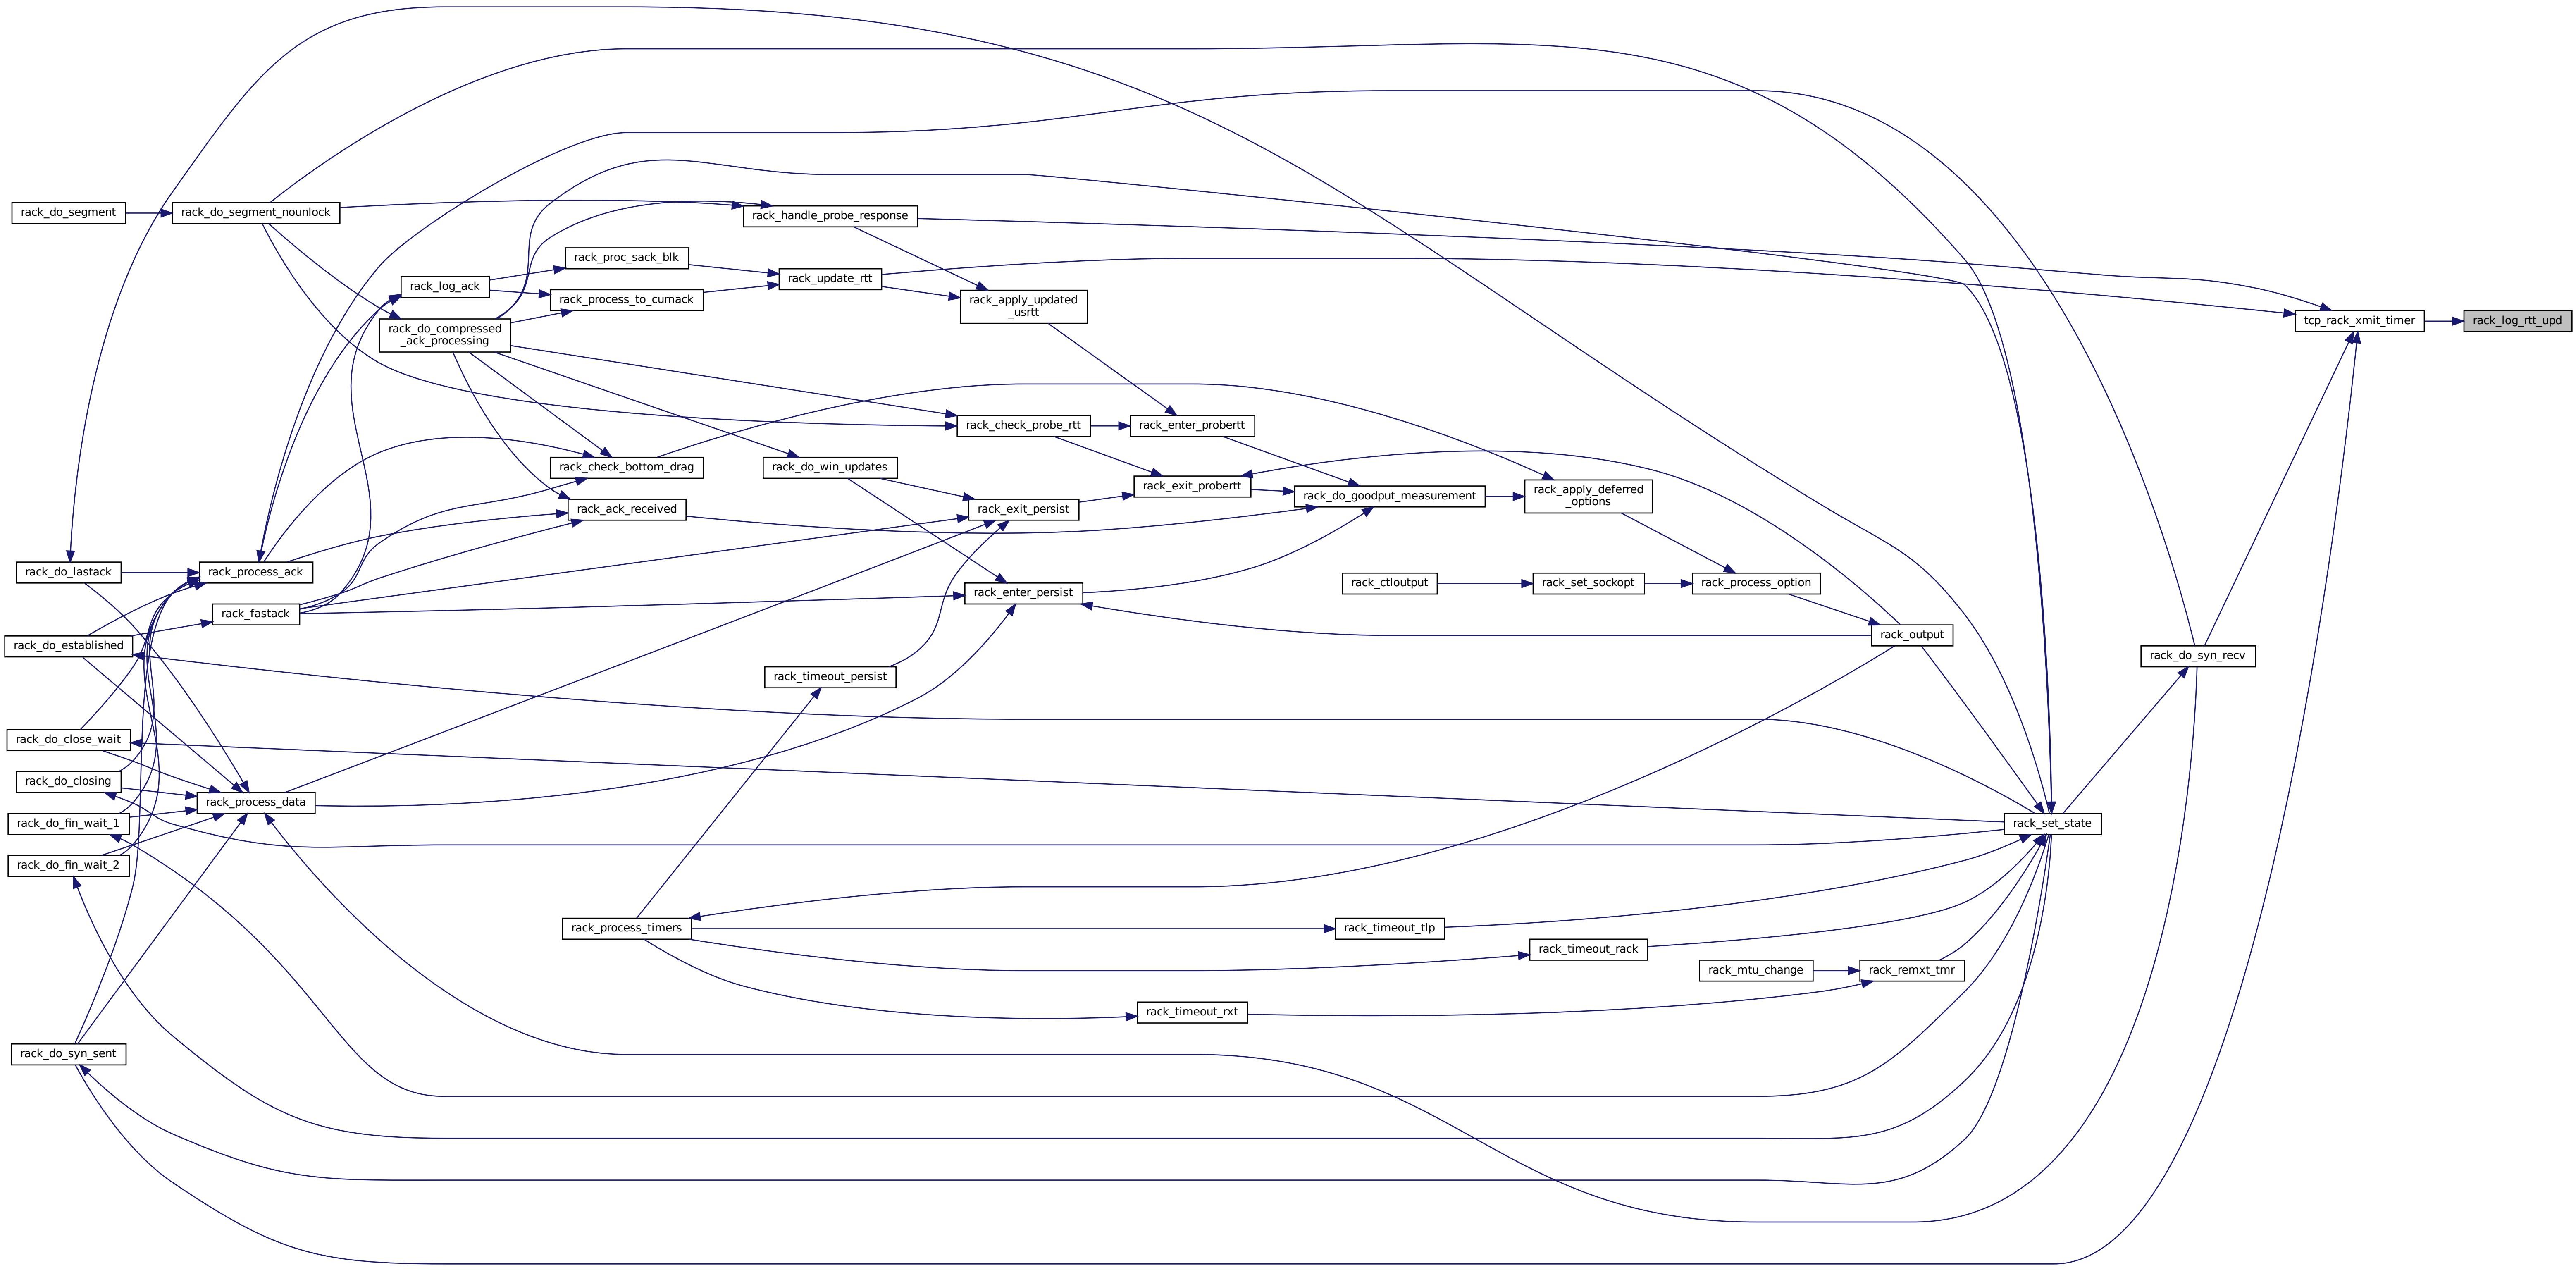 rack_do_segment
rack_do_segment_nounlock
rack_handle_probe_response
rack_proc_sack_blk
rack_update_rtt
rack_log_ack
rack_process_to_cumack
rack_apply_updated
_usrtt
rack_do_compressed
_ack_processing
tcp_rack_xmit_timer
rack_log_rtt_upd
rack_check_probe_rtt
rack_enter_probertt
rack_check_bottom_drag
rack_do_win_updates
rack_exit_probertt
rack_do_goodput_measurement
rack_apply_deferred
_options
rack_ack_received
rack_exit_persist
rack_do_lastack
rack_process_ack
rack_ctloutput
rack_set_sockopt
rack_process_option
rack_enter_persist
rack_fastack
rack_output
rack_do_established
rack_do_syn_recv
rack_timeout_persist
rack_do_close_wait
rack_do_closing
rack_process_data
rack_do_fin_wait_1
rack_set_state
rack_do_fin_wait_2
rack_process_timers
rack_timeout_tlp
rack_timeout_rack
rack_mtu_change
rack_remxt_tmr
rack_timeout_rxt
rack_do_syn_sent